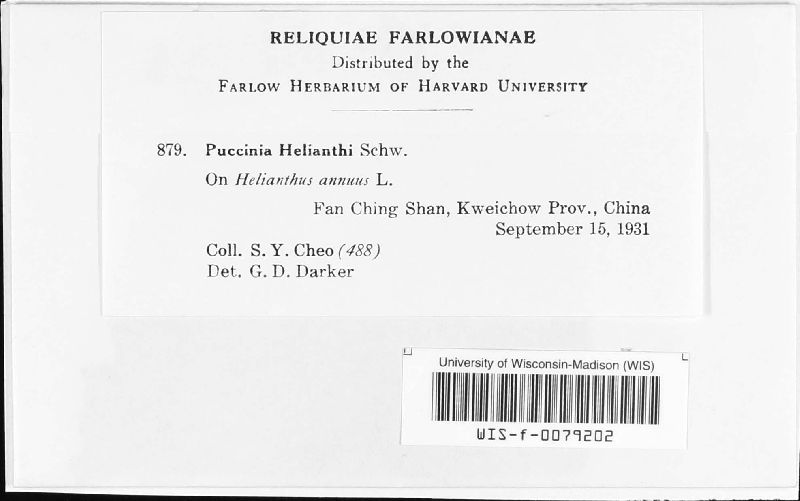 RELIQUIAE FARLOWIANAE
Distributed by the
FARLOW HERBARIUM OF HARVARD UNIVERSITY
879. Puccinia Helianthi Schw.
On Helianthus annuus L.
Fan Ching Shan, Kweichow Prov., China
September 15, 1931
Coll. S. Y. Cheo (488)
Det. G. D. Darker
University of Wisconsin-Madison (WIS)
WIS-f-0079202